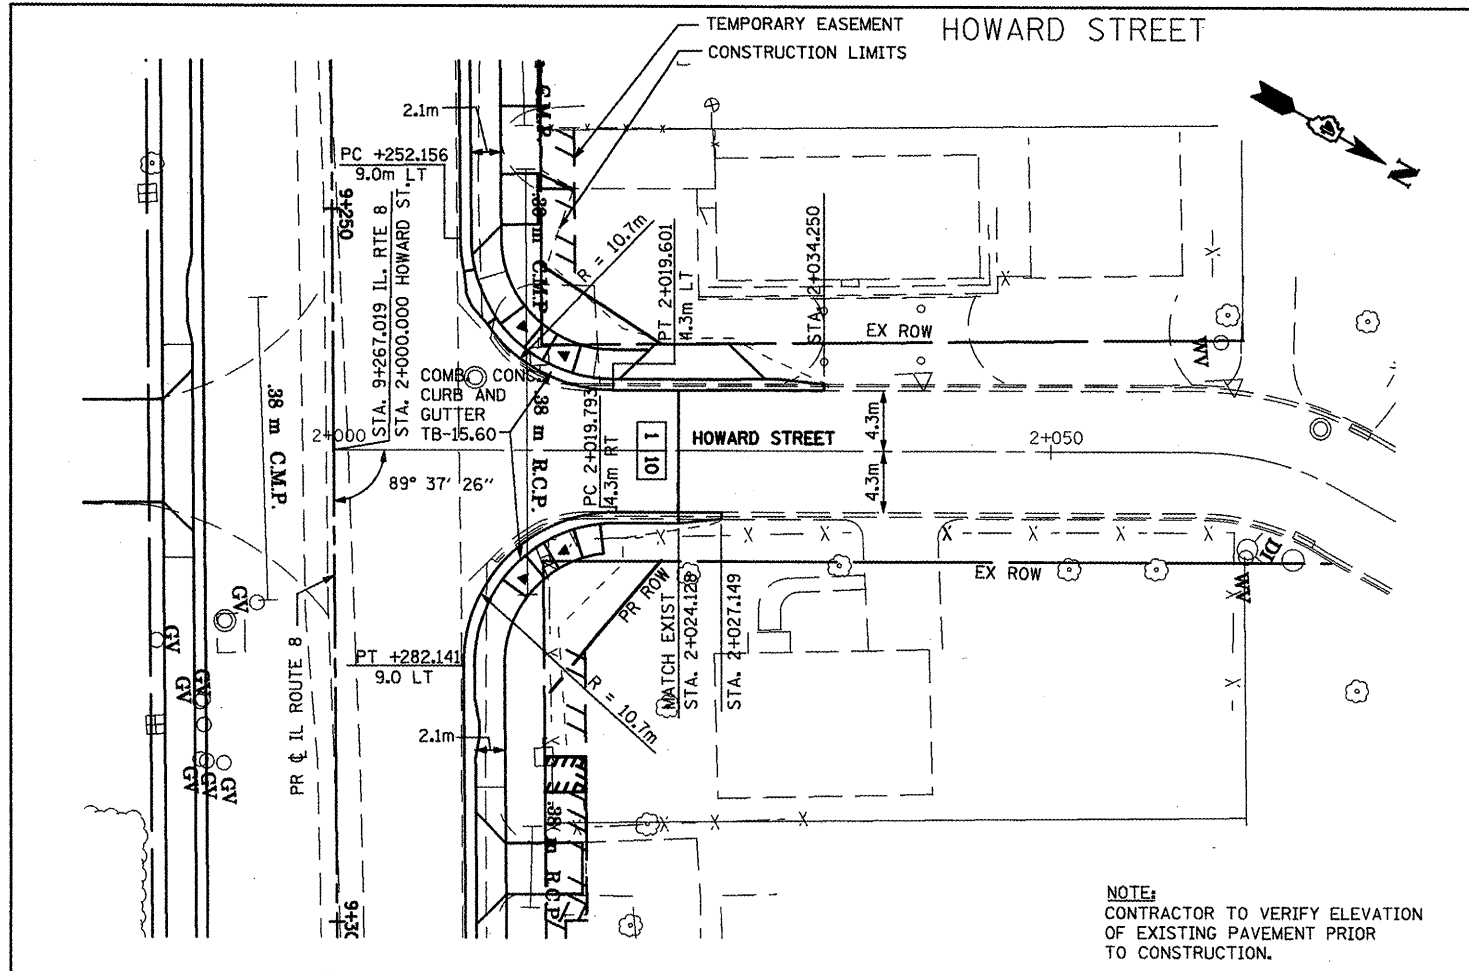 TEMPORARY EASEMENT
CONSTRUCTION LIMITS
HOWARD STREET
N
2.1m
C.M.P.
PC +252.156
9.0m LT
9+250
STA. 9+267.019 IL. RTE 8
STA. 2+000.000 HOWARD ST.
.30 m C.M.P.
R = 10.7m
PT 2+019.601
4.3m LT
STA. 2+034.250
EX ROW
WV
COMB. CONC.
CURB AND
GUTTER
TB-15.60
.38 m C.M.P.
2+000
89° 37' 26"
.38 m R.C.P.
PC 2+019.793
4.3m RT
1
10
HOWARD STREET
4.3m
4.3m
2+050
EX ROW
DI
WV
GV
GV
GV
GV
GV
GV
GV
PR ℄ IL ROUTE 8
PT +282.141
9.0 LT
PR ROW
MATCH EXIST
STA. 2+024.128
STA. 2+027.149
R = 10.7m
2.1m
.38 m R.C.P.
NOTE:
CONTRACTOR TO VERIFY ELEVATION
OF EXISTING PAVEMENT PRIOR
TO CONSTRUCTION.